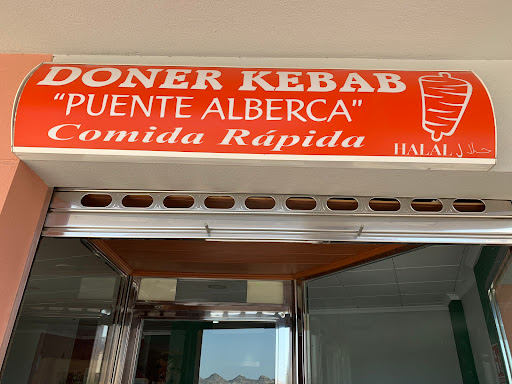 DONER KEBAB
"PUENTE ALBERCA"
Comida Rápida
HALAL حلال